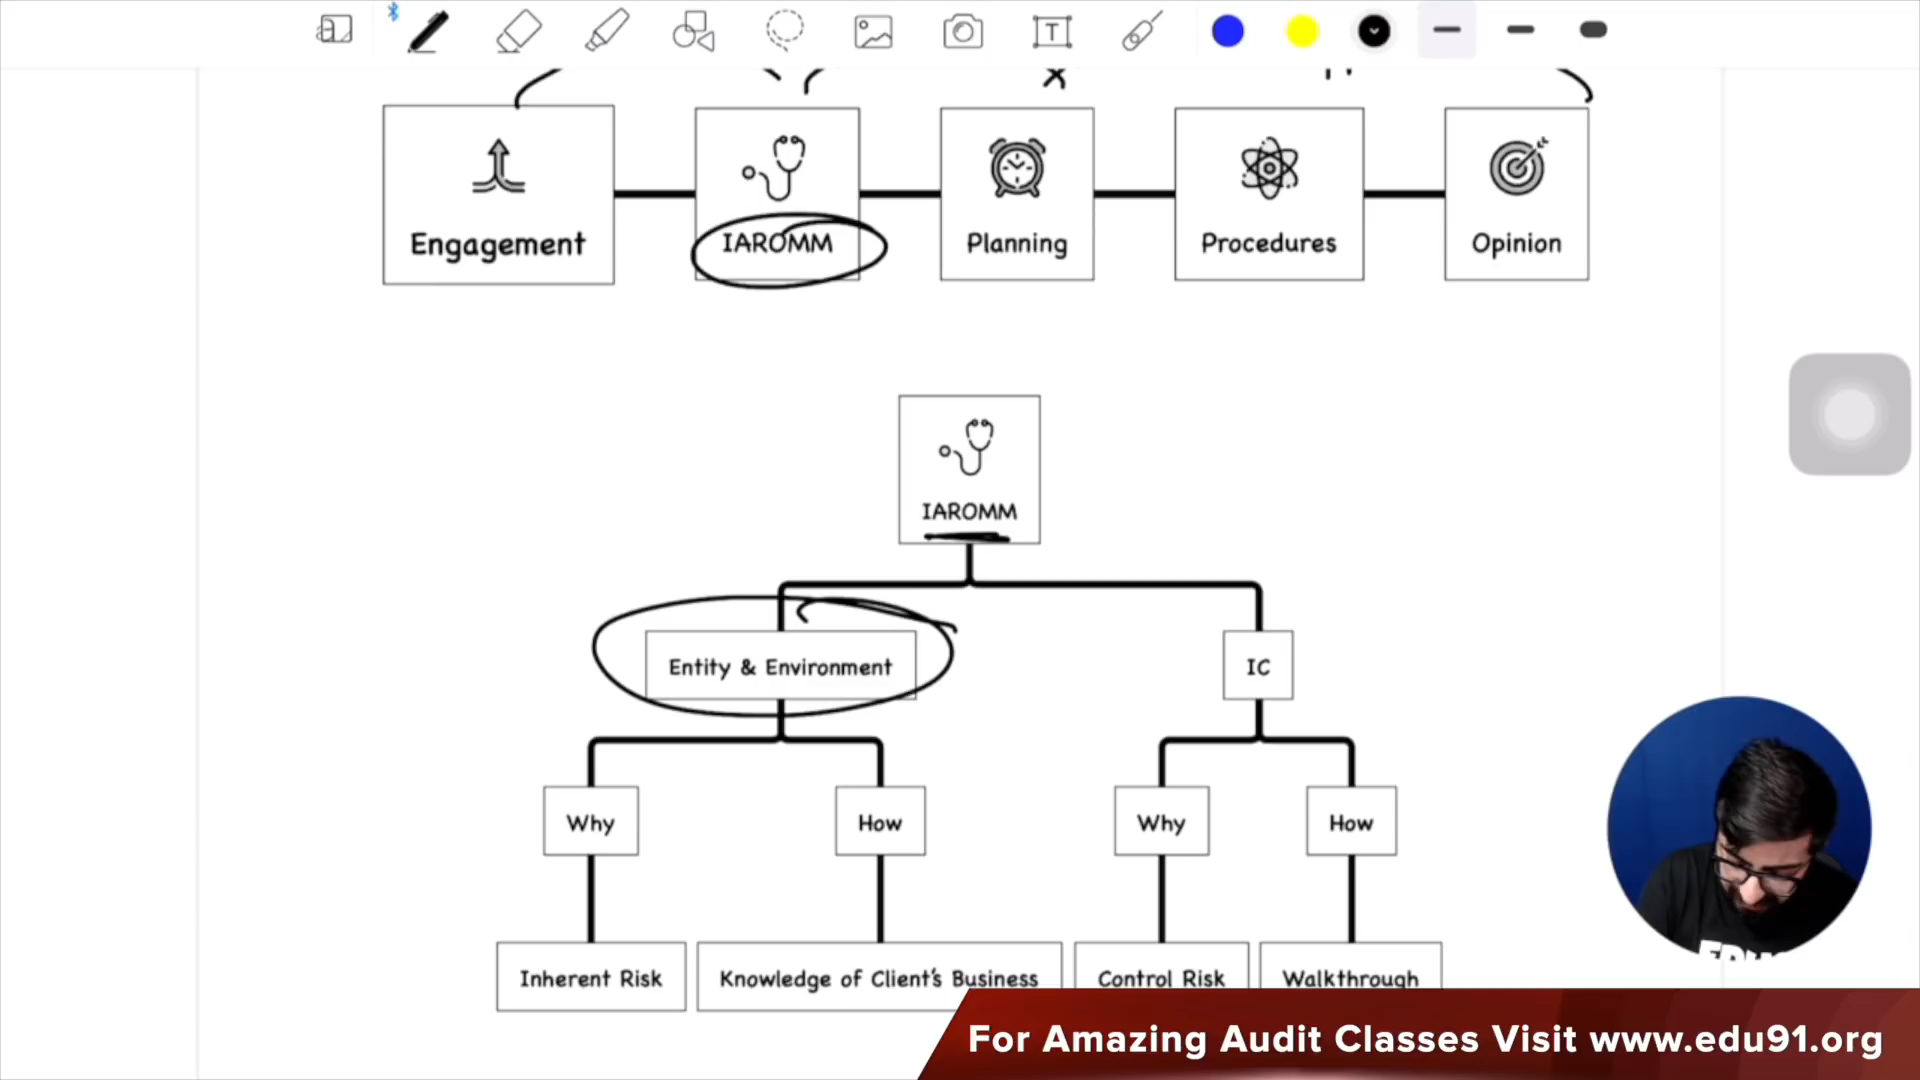 a
T
Engagement
IAROMM
Planning
Procedures
Opinion
IAROMM
Entity & Environment
IC
Why
How
Why
How
Inherent Risk
Knowledge of Client's Business
Control Risk
Walkthrough
For Amazing Audit Classes Visit www.edu91.org